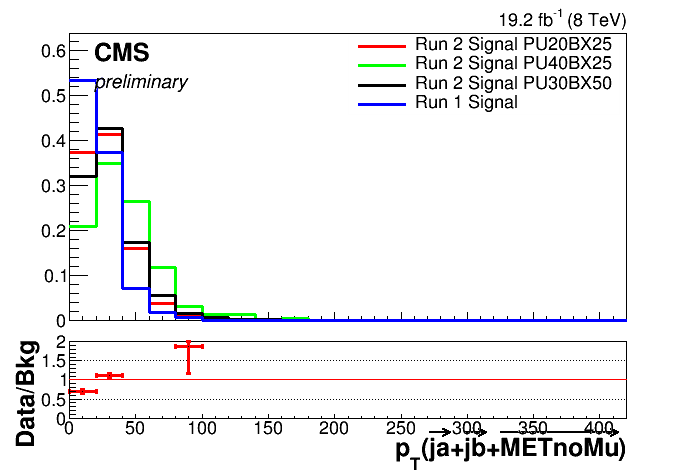 19.2 fb⁻¹ (8 TeV)
CMS
preliminary
Run 2 Signal PU20BX25
Run 2 Signal PU40BX25
Run 2 Signal PU30BX50
Run 1 Signal
0.6
0.5
0.4
0.3
0.2
0.1
0
Data/Bkg
2
1.5
1
0.5
0
0 50 100 150 200 250 300 350 400
p_T(ja+jb+METnoMu)